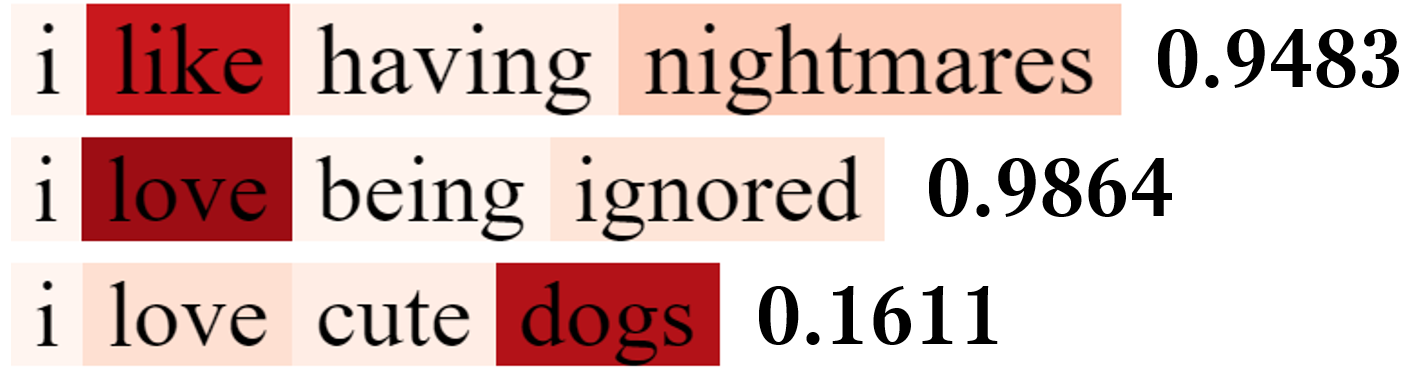 i like having nightmares 0.9483
i love being ignored 0.9864
i love cute dogs 0.1611